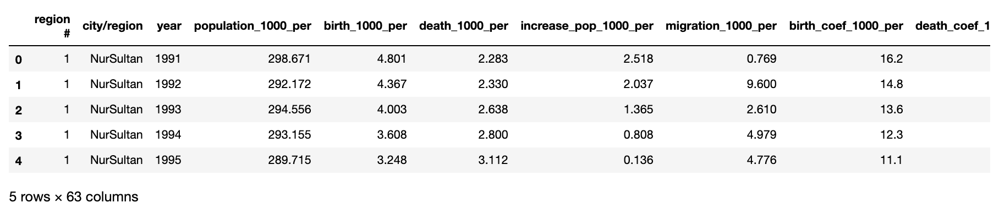 region # city/region year population_1000_per birth_1000_per death_1000_per increase_pop_1000_per migration_1000_per birth_coef_1000_per death_coef_1
0 1 NurSultan 1991 298.671 4.801 2.283 2.518 0.769 16.2
1 1 NurSultan 1992 292.172 4.367 2.330 2.037 9.600 14.8
2 1 NurSultan 1993 294.556 4.003 2.638 1.365 2.610 13.6
3 1 NurSultan 1994 293.155 3.608 2.800 0.808 4.979 12.3
4 1 NurSultan 1995 289.715 3.248 3.112 0.136 4.776 11.1
5 rows × 63 columns